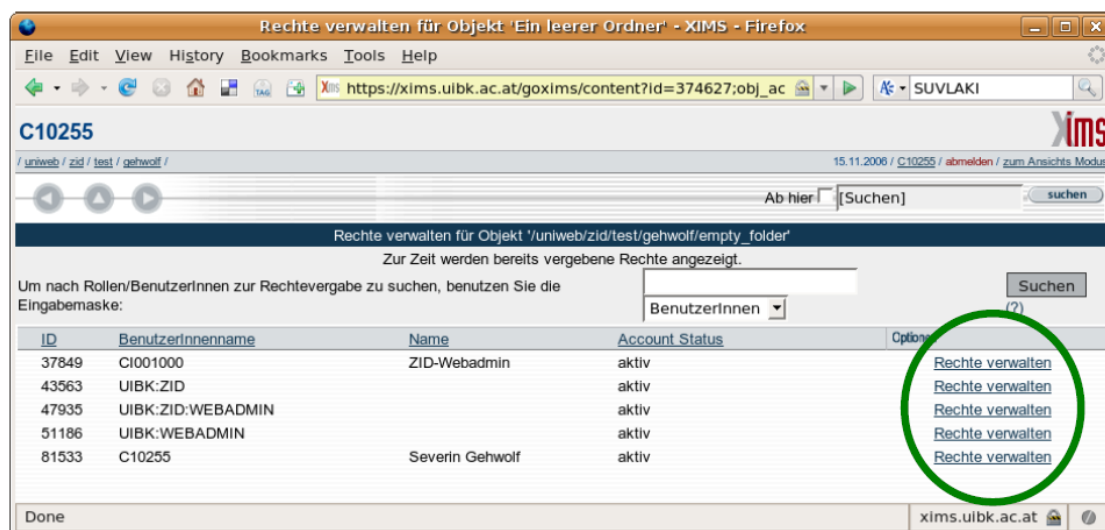 Rechte verwalten für Objekt 'Ein leerer Ordner' - XIMS - Firefox
File Edit View History Bookmarks Tools Help
TAG Xims https://xims.uibk.ac.at/goxims/content?id=374627;obj_ac SUVLAKI
C10255 Xims
/ uniweb / zid / test / gehwolf / 15.11.2006 / C10255 / abmelden / zum Ansichts Modus
Ab hier [Suchen] suchen
Rechte verwalten für Objekt '/uniweb/zid/test/gehwolf/empty_folder'
Zur Zeit werden bereits vergebene Rechte angezeigt.
Um nach Rollen/BenutzerInnen zur Rechtevergabe zu suchen, benutzen Sie die Suchen
Eingabemaske: BenutzerInnen (?)
ID BenutzerInnenname Name Account Status
37849 CI001000 ZID-Webadmin aktiv Rechte verwalten
43563 UIBK:ZID aktiv Rechte verwalten
47935 UIBK:ZID:WEBADMIN aktiv Rechte verwalten
51186 UIBK:WEBADMIN aktiv Rechte verwalten
81533 C10255 Severin Gehwolf aktiv Rechte verwalten
Done xims.uibk.ac.at